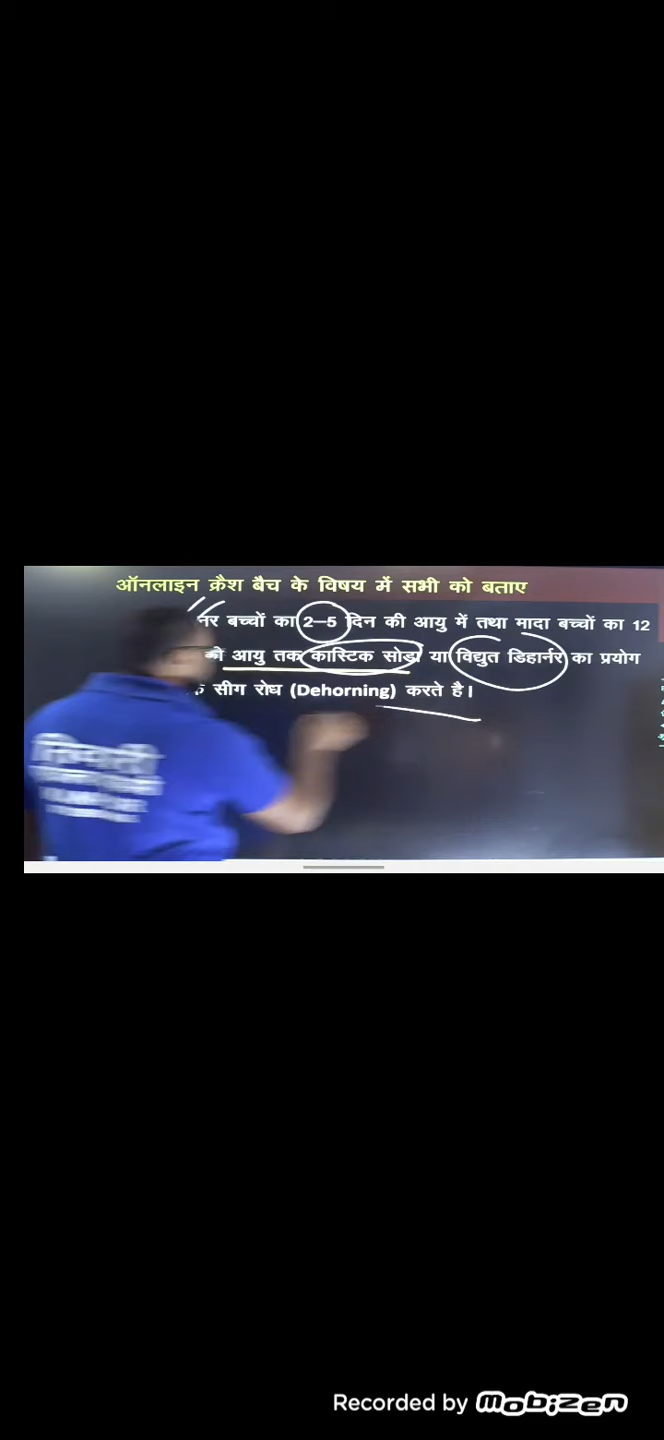 ऑनलाइन क्रैश बैच के विषय में सभी को बताए
नर बच्चों का 2–5 दिन की आयु में तथा मादा बच्चों का 12
की आयु तक कास्टिक सोडा या विद्युत डिहार्नर का प्रयोग
सीग रोध (Dehorning) करते है।
Recorded by mobizen